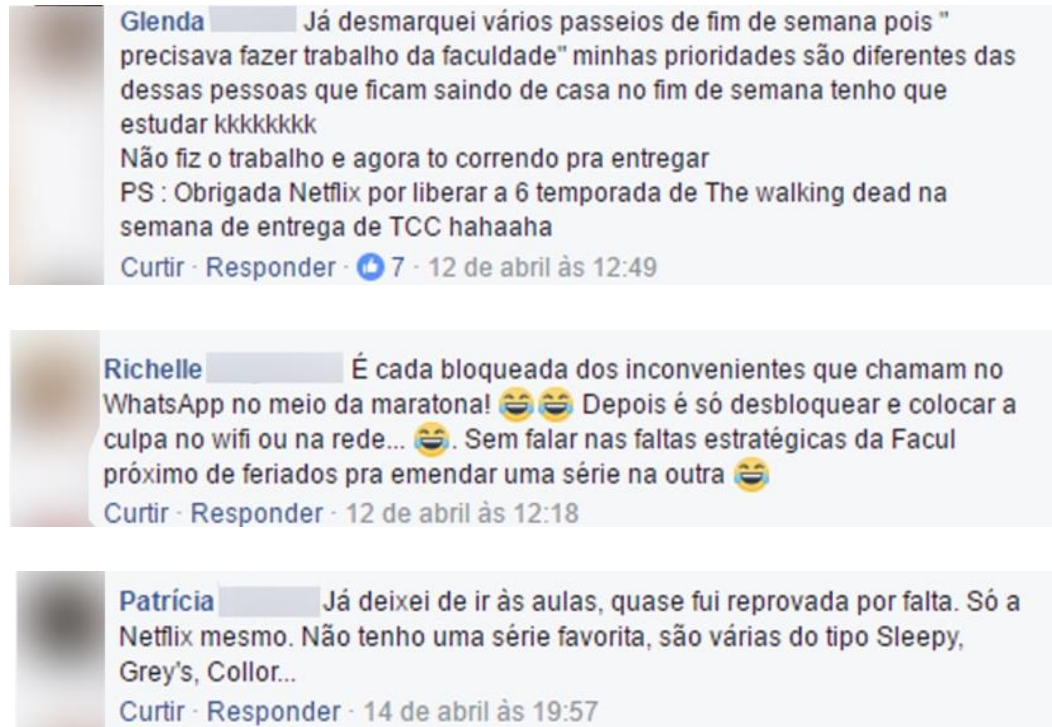 Glenda Já desmarquei vários passeios de fim de semana pois "
precisava fazer trabalho da faculdade" minhas prioridades são diferentes das
dessas pessoas que ficam saindo de casa no fim de semana tenho que
estudar kkkkkkkk
Não fiz o trabalho e agora to correndo pra entregar
PS : Obrigada Netflix por liberar a 6 temporada de The walking dead na
semana de entrega de TCC hahaaha
Curtir · Responder · 7 · 12 de abril às 12:49
Richelle É cada bloqueada dos inconvenientes que chamam no
WhatsApp no meio da maratona! 😂😂 Depois é só desbloquear e colocar a
culpa no wifi ou na rede... 😂. Sem falar nas faltas estratégicas da Facul
próximo de feriados pra emendar uma série na outra 😂
Curtir · Responder · 12 de abril às 12:18
Patrícia Já deixei de ir às aulas, quase fui reprovada por falta. Só a
Netflix mesmo. Não tenho uma série favorita, são várias do tipo Sleepy,
Grey's, Collor...
Curtir · Responder · 14 de abril às 19:57